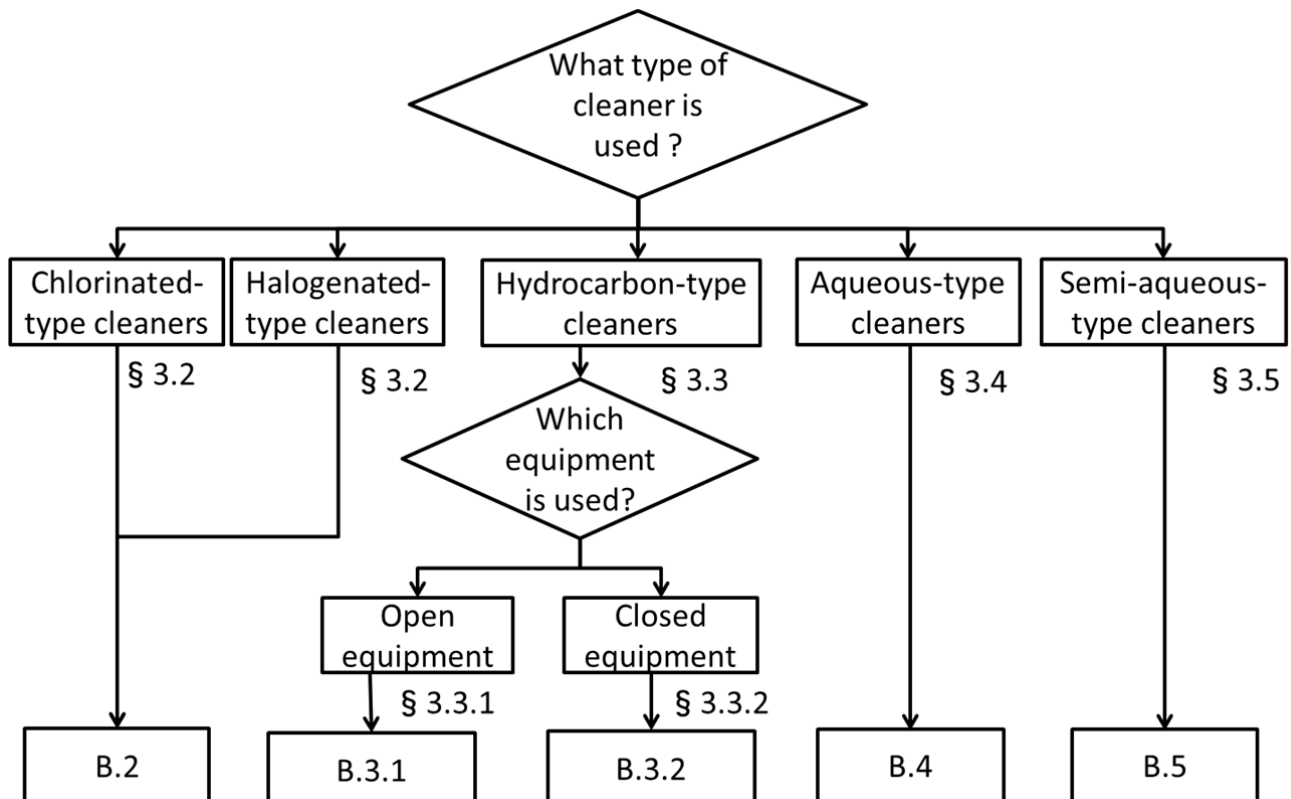 What type of
cleaner is
used ?
Chlorinated-
type cleaners
Halogenated-
type cleaners
Hydrocarbon-type
cleaners
Aqueous-type
cleaners
Semi-aqueous-
type cleaners
§ 3.2
§ 3.2
§ 3.3
§ 3.4
§ 3.5
Which
equipment
is used?
Open
equipment
Closed
equipment
§ 3.3.1
§ 3.3.2
B.2
B.3.1
B.3.2
B.4
B.5